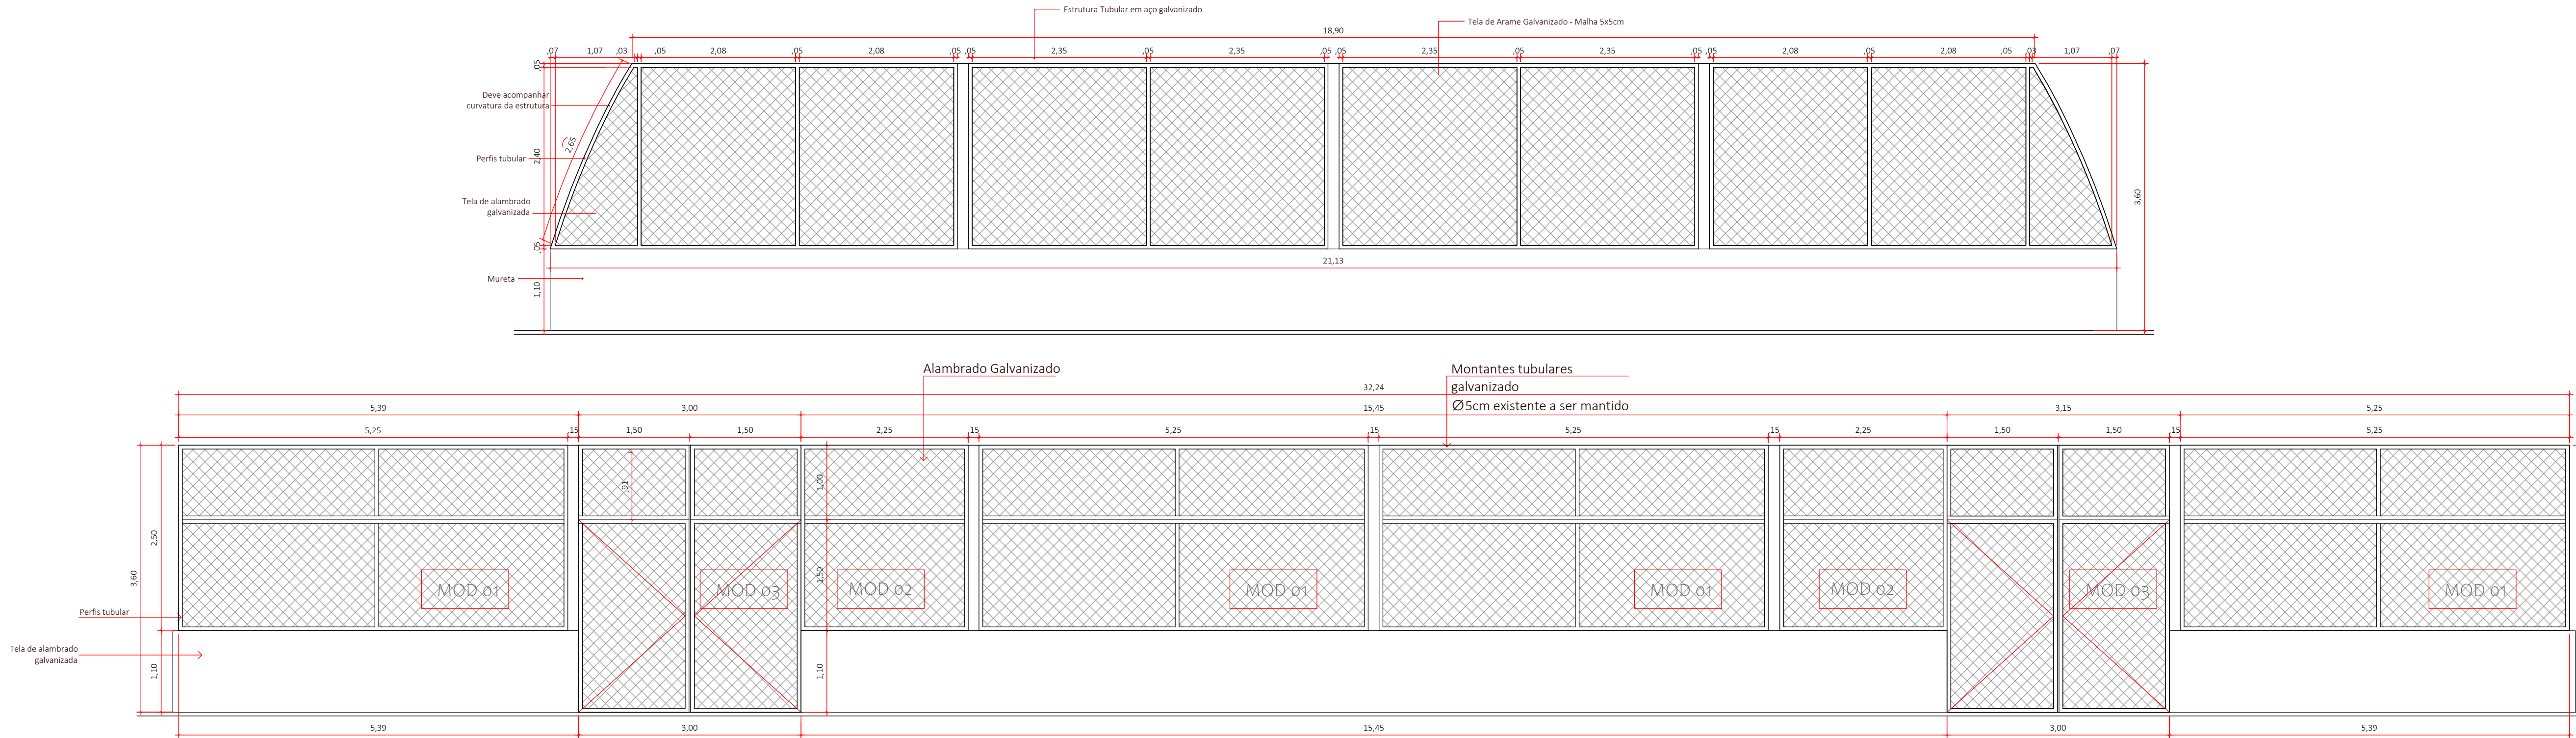 Estrutura Tubular em aço galvanizado
Tela de Arame Galvanizado - Malha 5x5cm
18,90
,07 1,07 ,03 ,05 2,08 ,05 2,08 ,05 ,05 2,35 ,05 2,35 ,05 ,05 2,35 ,05 2,35 ,05 ,05 2,08 ,05 2,08 ,05 ,03 1,07 ,07
,05
Deve acompanhar
curvatura da estrutura
2,65
Perfis tubular
2,40
3,60
Tela de alambrado
galvanizada
,05
21,13
Mureta
1,10
Alambrado Galvanizado
Montantes tubulares
galvanizado
Ø5cm existente a ser mantido
32,24
5,39 3,00 15,45 3,15 5,25
5,25 ,15 1,50 1,50 2,25 ,15 5,25 ,15 5,25 ,15 2,25 1,50 1,50 ,15 5,25
,91
1,00
2,50
3,60
1,50
MOD 01 MOD 03 MOD 02 MOD 01 MOD 01 MOD 02 MOD 03 MOD 01
Perfis tubular
Tela de alambrado
galvanizada
1,10
1,10
5,39 3,00 15,45 3,00 5,39